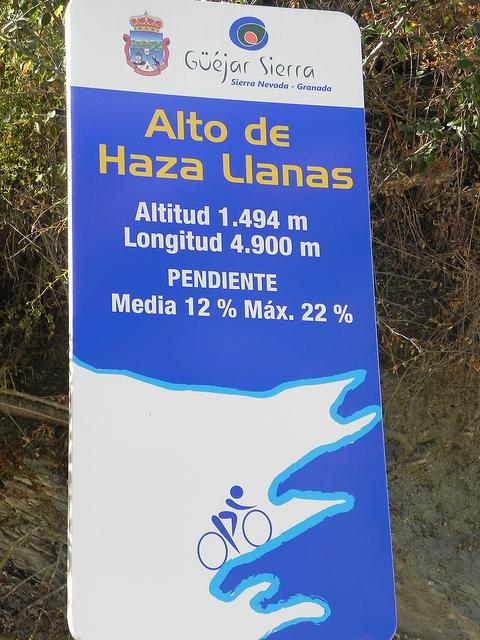 Güéjar Sierra
Sierra Nevada - Granada
Alto de
Haza Llanas
Altitud 1.494 m
Longitud 4.900 m
PENDIENTE
Media 12 % Máx. 22 %